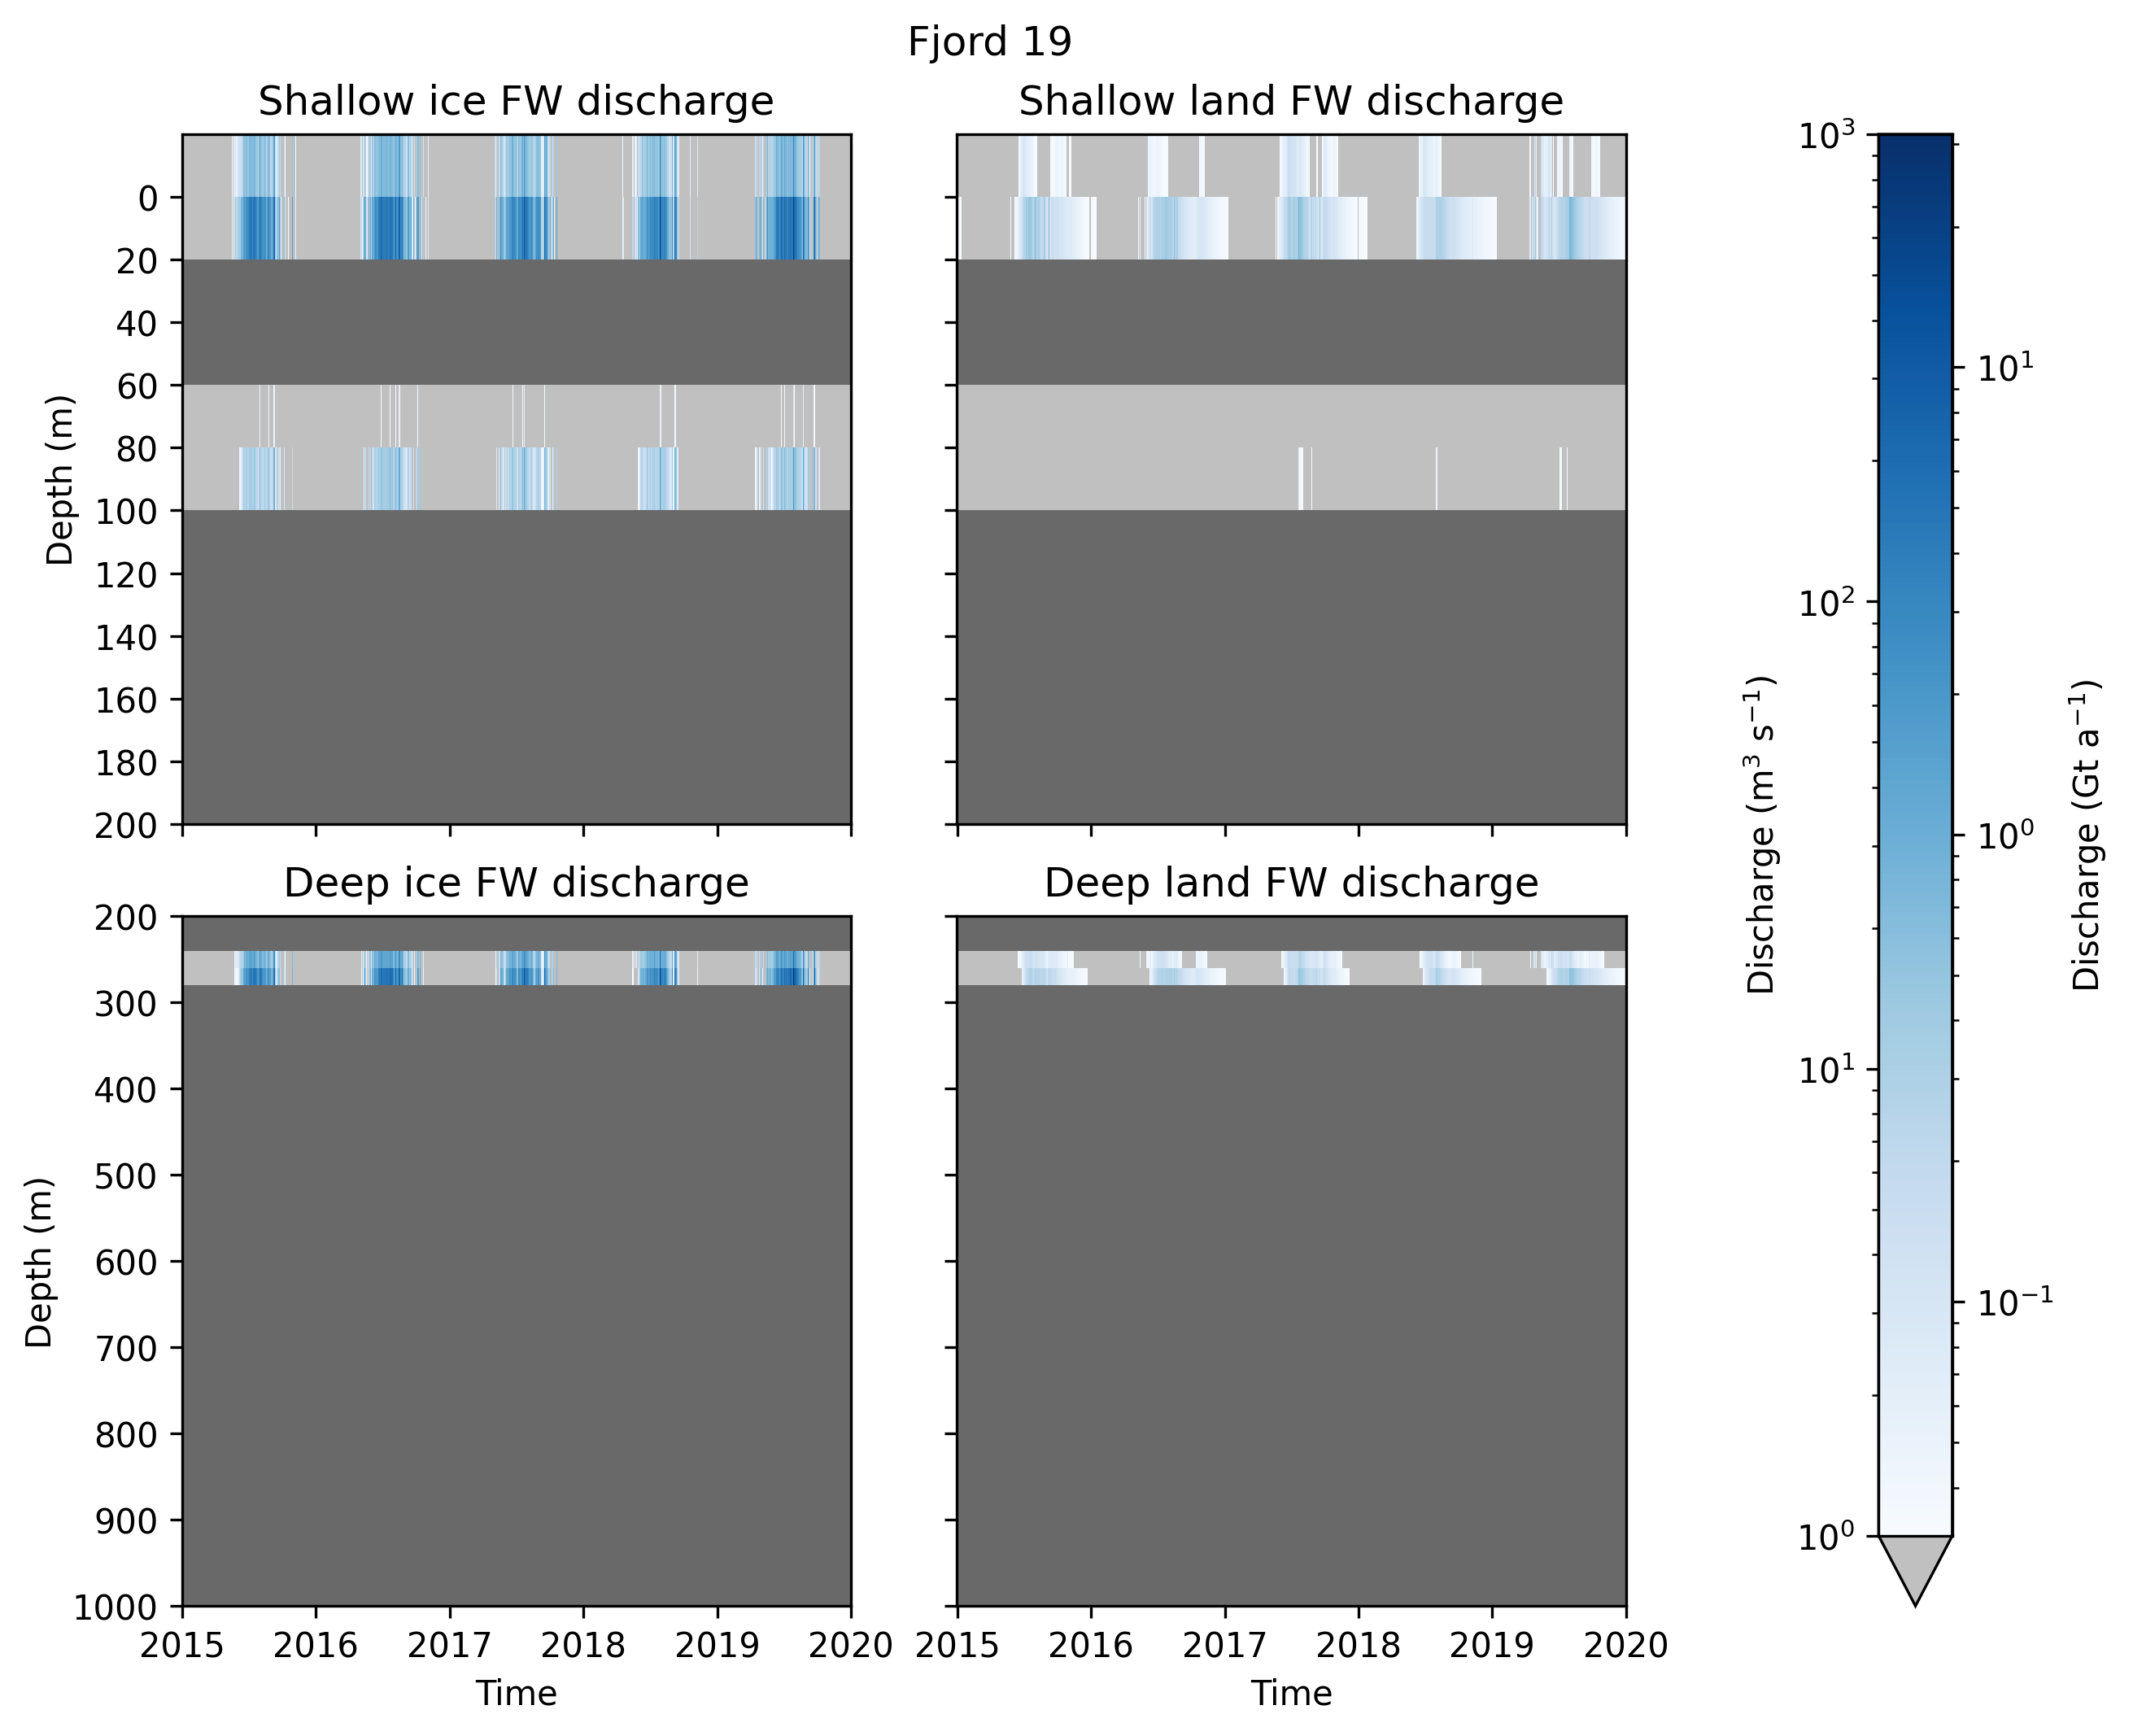 Fjord 19
Shallow ice FW discharge
Shallow land FW discharge
0
20
40
60
80
100
120
140
160
180
200
Depth (m)
Deep ice FW discharge
Deep land FW discharge
200
300
400
500
600
700
800
900
1000
Depth (m)
2015 2016 2017 2018 2019 2020
2015 2016 2017 2018 2019 2020
Time
Time
10³
10²
10¹
10⁰
Discharge (m³ s⁻¹)
10¹
10⁰
10⁻¹
Discharge (Gt a⁻¹)